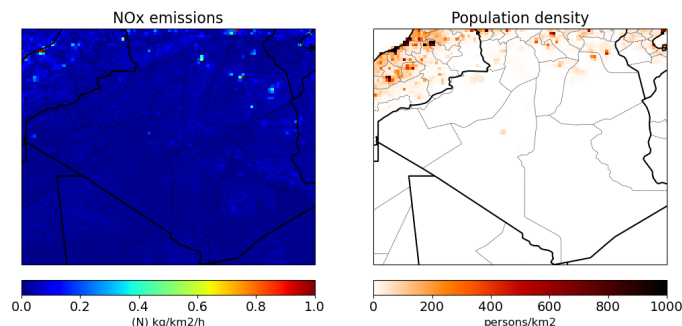 NOx emissions
Population density
0.0 0.2 0.4 0.6 0.8 1.0
(N) kg/km2/h
0 200 400 600 800 1000
persons/km2